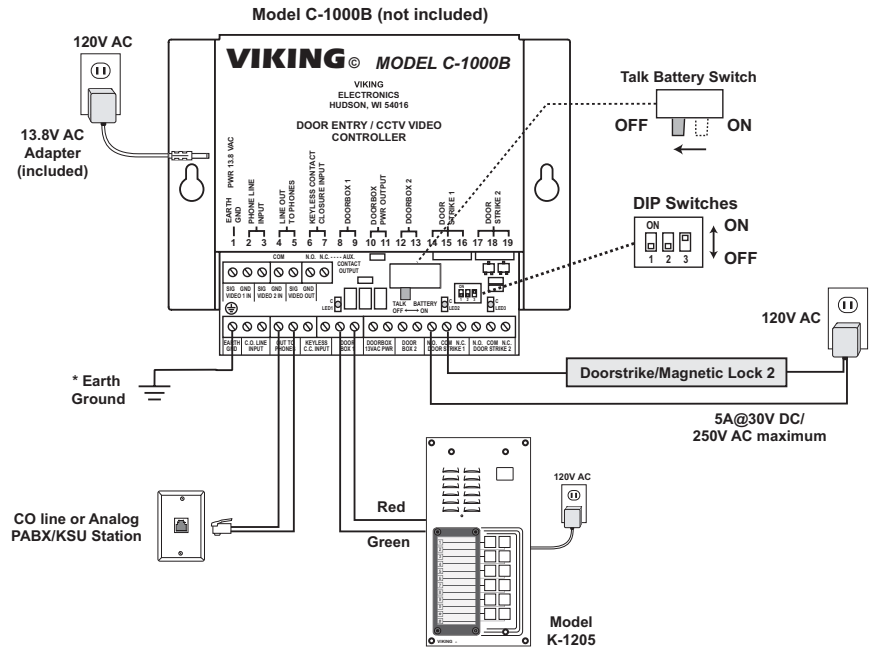 Model C-1000B (not included)
120V AC
13.8V AC
Adapter
(included)
VIKING© MODEL C-1000B
VIKING
ELECTRONICS
HUDSON, WI 54016
DOOR ENTRY / CCTV VIDEO
CONTROLLER
PWR 13.8 VAC
EARTH
GND
PHONE LINE
INPUT
LINE OUT
TO PHONES
KEYLESS CONTACT
CLOSURE INPUT
DOORBOX 1
DOORBOX
PWR OUTPUT
DOORBOX 2
DOOR
STRIKE 1
DOOR
STRIKE 2
1 2 3 4 5 6 7 8 9 10 11 12 13 14 15 16 17 18 19
COM N.O. N.C. - - - - AUX.
CONTACT
OUTPUT
SIG GND SIG GND SIG GND
VIDEO 1 IN VIDEO 2 IN VIDEO OUT
C
LED1
TALK BATTERY
OFF ON
C
LED2
ON
1 2 3
C
LED3
EARTH
GND
C.O. LINE
INPUT
OUT TO
PHONES
KEYLESS
C.C. INPUT
DOOR
BOX 1
DOORBOX
13VAC PWR
DOOR
BOX 2
N.O. COM N.C.
DOOR STRIKE 1
N.O. COM N.C.
DOOR STRIKE 2
Talk Battery Switch
OFF ON
DIP Switches
ON
1 2 3
ON
OFF
120V AC
Doorstrike/Magnetic Lock 2
5A@30V DC/
250V AC maximum
* Earth
Ground
CO line or Analog
PABX/KSU Station
Red
Green
120V AC
VIKING
Model
K-1205